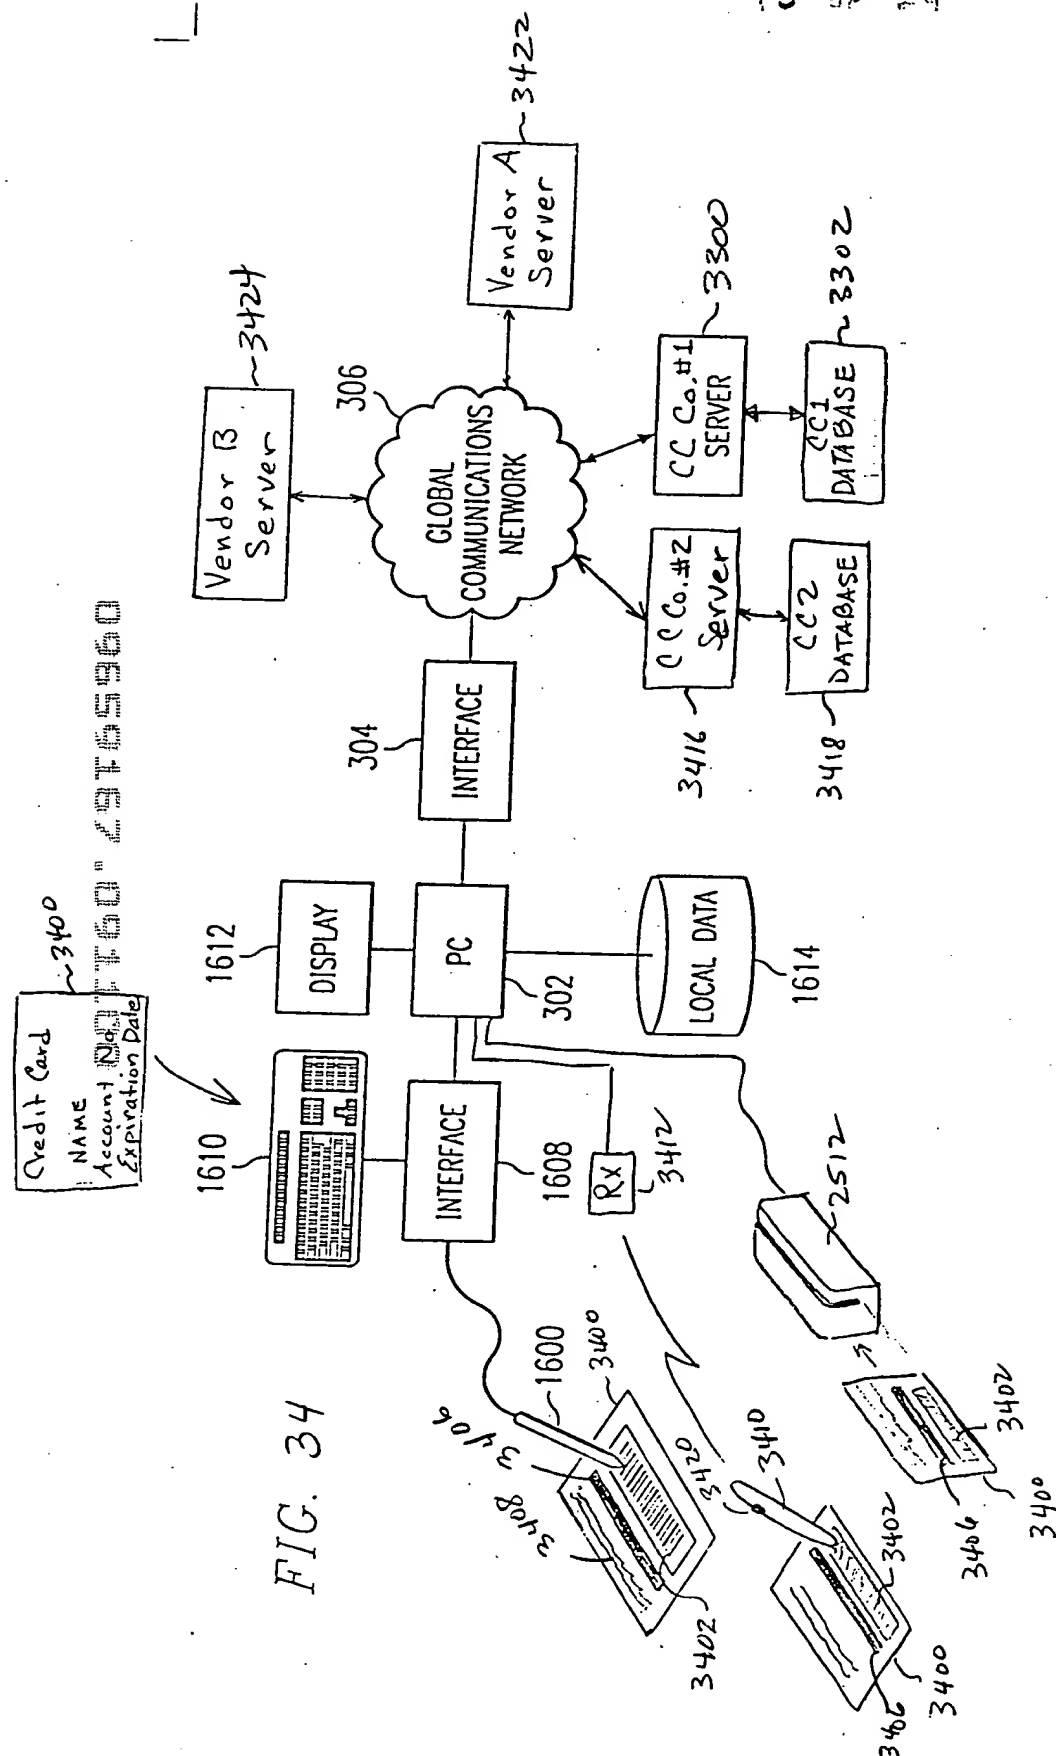 Credit Card
NAME
Account No.
Expiration Date
3400
09659167.091100
Vendor B
Server
3424
306
GLOBAL
COMMUNICATIONS
NETWORK
Vendor A
Server
3422
CC Co.#1
SERVER
3300
CC1
DATABASE
3302
CC Co.#2
Server
3416
CC2
DATABASE
3418
304
INTERFACE
1612
DISPLAY
PC
302
LOCAL DATA
1614
1610
INTERFACE
1608
Rx
3412
2512
FIG. 34
1600
3400
3406
3408
3402
3420
3410
3402
3400
3406
3402
3406
3400